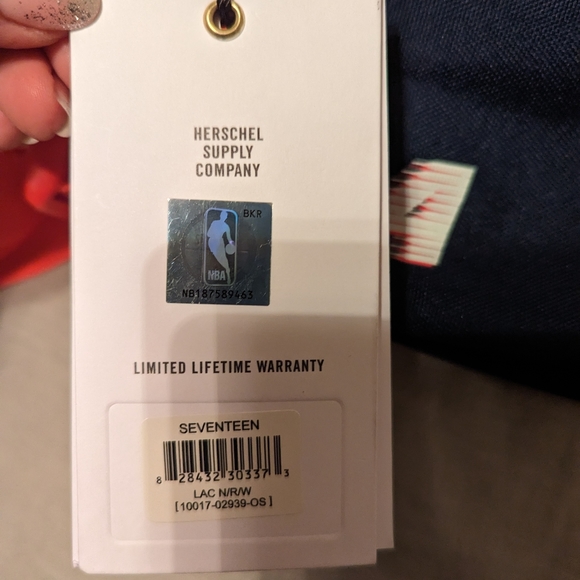 HERSCHEL
SUPPLY
COMPANY
BKR
NBA
NB187589463
LIMITED LIFETIME WARRANTY
SEVENTEEN
8 28432 30337 3
LAC N/R/W
[10017-02939-OS]